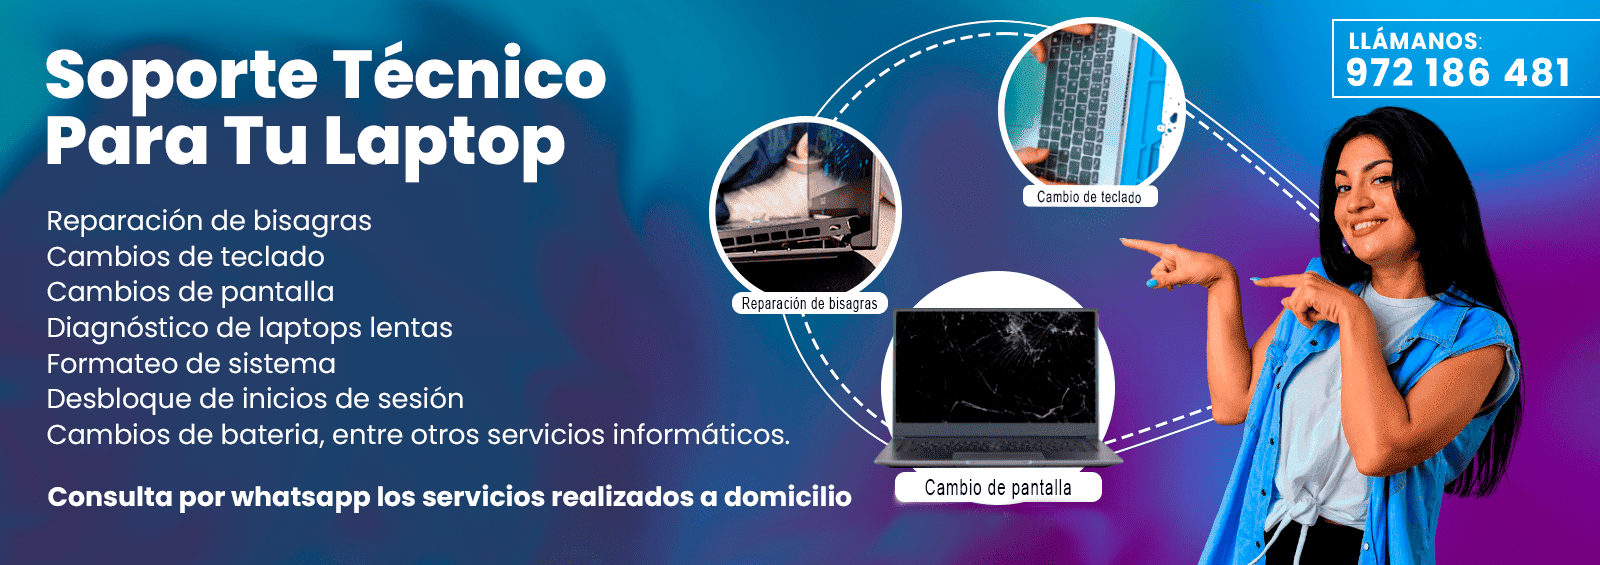 Soporte Técnico
Para Tu Laptop
Reparación de bisagras
Cambios de teclado
Cambios de pantalla
Diagnóstico de laptops lentas
Formateo de sistema
Desbloque de inicios de sesión
Cambios de bateria, entre otros servicios informáticos.
Consulta por whatsapp los servicios realizados a domicilio
Cambio de teclado
Reparación de bisagras
Cambio de pantalla
LLÁMANOS:
972 186 481